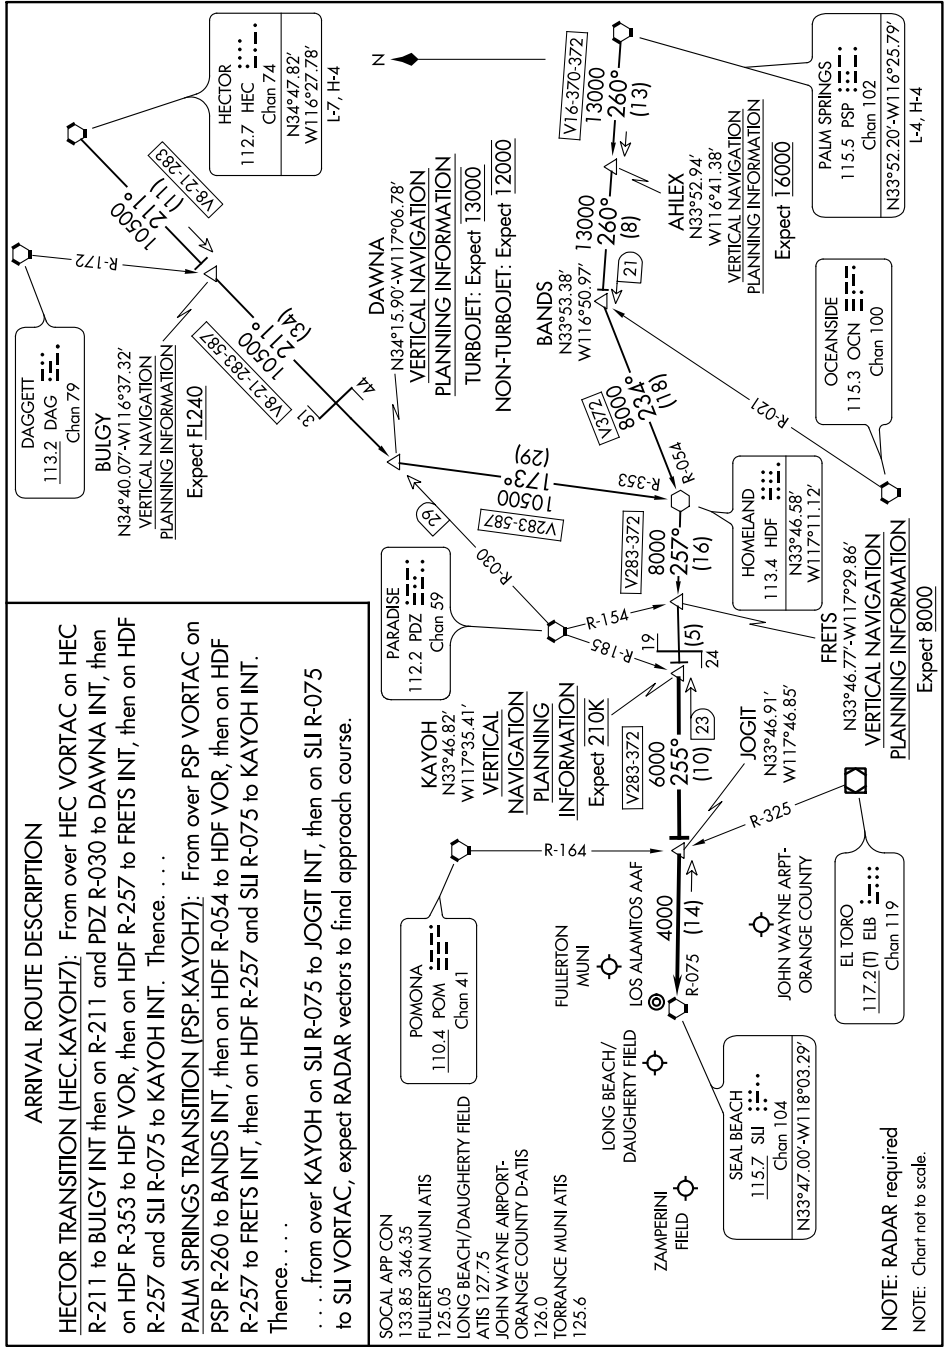 ARRIVAL ROUTE DESCRIPTION
HECTOR TRANSITION (HEC.KAYOH7): From over HEC VORTAC on HEC
R-211 to BULGY INT then on R-211 and PDZ R-030 to DAWNA INT, then
on HDF R-353 to HDF VOR, then on HDF R-257 to FRETS INT, then on HDF
R-257 and SLI R-075 to KAYOH INT. Thence. . . .
PALM SPRINGS TRANSITION (PSP.KAYOH7): From over PSP VORTAC on
PSP R-260 to BANDS INT, then on HDF R-054 to HDF VOR, then on HDF
R-257 to FRETS INT, then on HDF R-257 and SLI R-075 to KAYOH INT.
Thence. . . .
. . . .from over KAYOH on SLI R-075 to JOGIT INT, then on SLI R-075
to SLI VORTAC, expect RADAR vectors to final approach course.
SOCAL APP CON
133.85 346.35
FULLERTON MUNI ATIS
125.05
LONG BEACH/DAUGHERTY FIELD
ATIS 127.75
JOHN WAYNE AIRPORT-
ORANGE COUNTY D-ATIS
126.0
TORRANCE MUNI ATIS
125.6
DAGGETT
113.2 DAG
Chan 79
R-172
HECTOR
112.7 HEC
Chan 74
N34°47.82'
W116°27.78'
L-7, H-4
V8-21-283
10500
211°
(11)
BULGY
N34°40.07'-W116°37.32'
VERTICAL NAVIGATION
PLANNING INFORMATION
Expect FL240
V8-21-283-587
10500
211°
(34)
31
44
N
DAWNA
N34°15.90'-W117°06.78'
VERTICAL NAVIGATION
PLANNING INFORMATION
TURBOJET: Expect 13000
NON-TURBOJET: Expect 12000
29
R-030
V283-587
10500
173°
(29)
R-353
PARADISE
112.2 PDZ
Chan 59
R-154
R-185
V16-370-372
13000
260°
(13)
PALM SPRINGS
115.5 PSP
Chan 102
N33°52.20'-W116°25.79'
L-4, H-4
AHLEX
N33°52.94'
W116°41.38'
VERTICAL NAVIGATION
PLANNING INFORMATION
Expect 16000
13000
260°
(8)
21
BANDS
N33°53.38'
W116°50.97'
V372
8000
234°
(18)
R-054
R-021
OCEANSIDE
115.3 OCN
Chan 100
HOMELAND
113.4 HDF
N33°46.58'
W117°11.12'
V283-372
8000
257°
(16)
FRETS
N33°46.77'-W117°29.86'
VERTICAL NAVIGATION
PLANNING INFORMATION
Expect 8000
19
(5)
24
KAYOH
N33°46.82'
W117°35.41'
VERTICAL
NAVIGATION
PLANNING
INFORMATION
Expect 210K
V283-372
6000
255°
(10)
23
JOGIT
N33°46.91'
W117°46.85'
POMONA
110.4 POM
Chan 41
R-164
R-325
EL TORO
117.2(T) ELB
Chan 119
4000
(14)
R-075
FULLERTON
MUNI
LOS ALAMITOS AAF
JOHN WAYNE ARPT-
ORANGE COUNTY
LONG BEACH/
DAUGHERTY FIELD
ZAMPERINI
FIELD
SEAL BEACH
115.7 SLI
Chan 104
N33°47.00'-W118°03.29'
NOTE: RADAR required
NOTE: Chart not to scale.